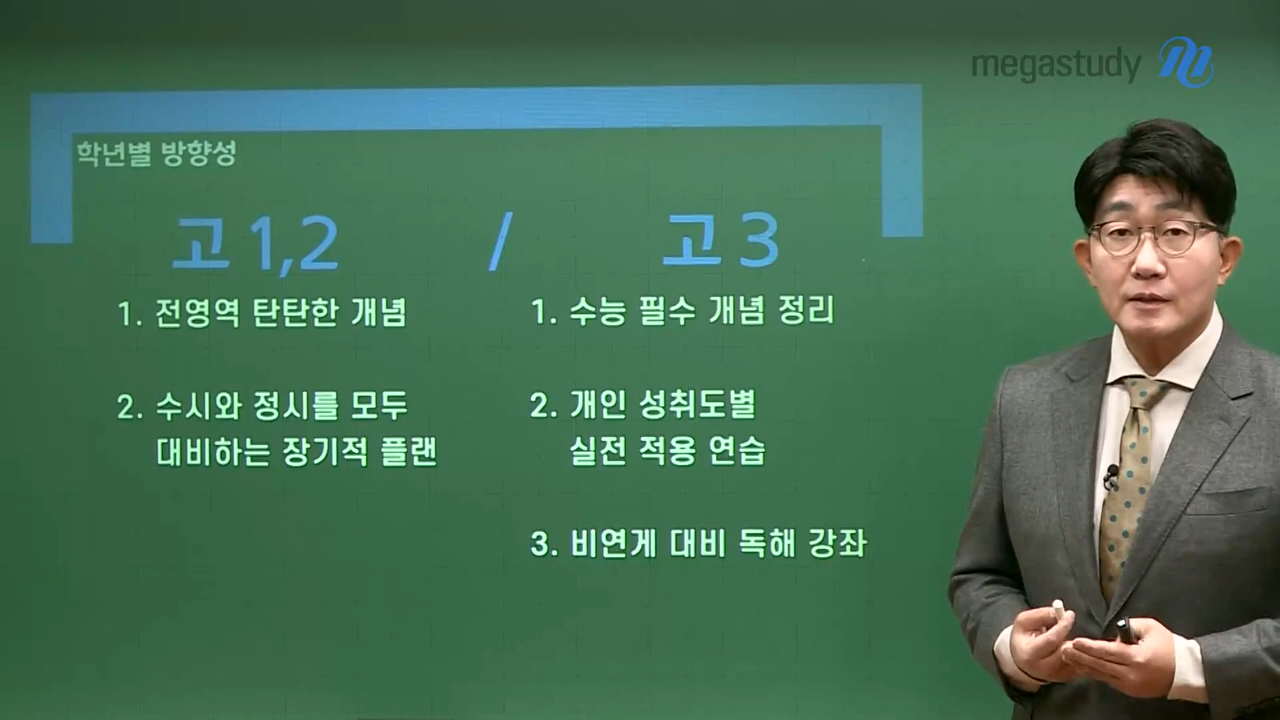 megastudy
학년별 방향성
고1,2 / 고3
1. 전영역 탄탄한 개념
2. 수시와 정시를 모두
대비하는 장기적 플랜
1. 수능 필수 개념 정리
2. 개인 성취도별
실전 적용 연습
3. 비연게 대비 독해 강좌